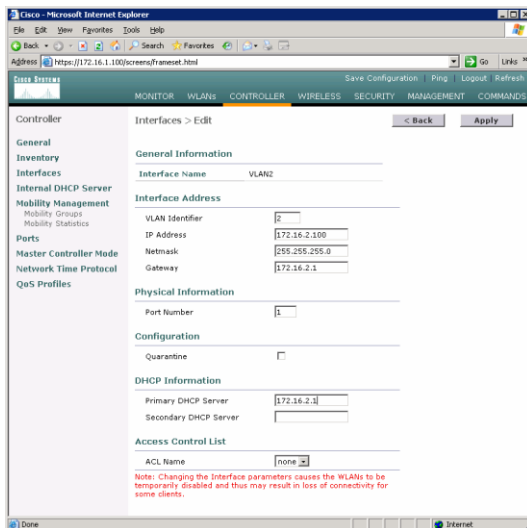 Cisco - Microsoft Internet Explorer
File Edit View Favorites Tools Help
Back Search Favorites
Address https://172.16.1.100/screens/frameset.html Go Links »
CISCO SYSTEMS
Save Configuration | Ping | Logout | Refresh
MONITOR WLANs CONTROLLER WIRELESS SECURITY MANAGEMENT COMMANDS
Controller
General
Inventory
Interfaces
Internal DHCP Server
Mobility Management
Mobility Groups
Mobility Statistics
Ports
Master Controller Mode
Network Time Protocol
QoS Profiles
Interfaces > Edit
< Back Apply
General Information
Interface Name VLAN2
Interface Address
VLAN Identifier 2
IP Address 172.16.2.100
Netmask 255.255.255.0
Gateway 172.16.2.1
Physical Information
Port Number 1
Configuration
Quarantine
DHCP Information
Primary DHCP Server 172.16.2.1
Secondary DHCP Server
Access Control List
ACL Name none
Note: Changing the Interface parameters causes the WLANs to be
temporarily disabled and thus may result in loss of connectivity for
some clients.
Done Internet